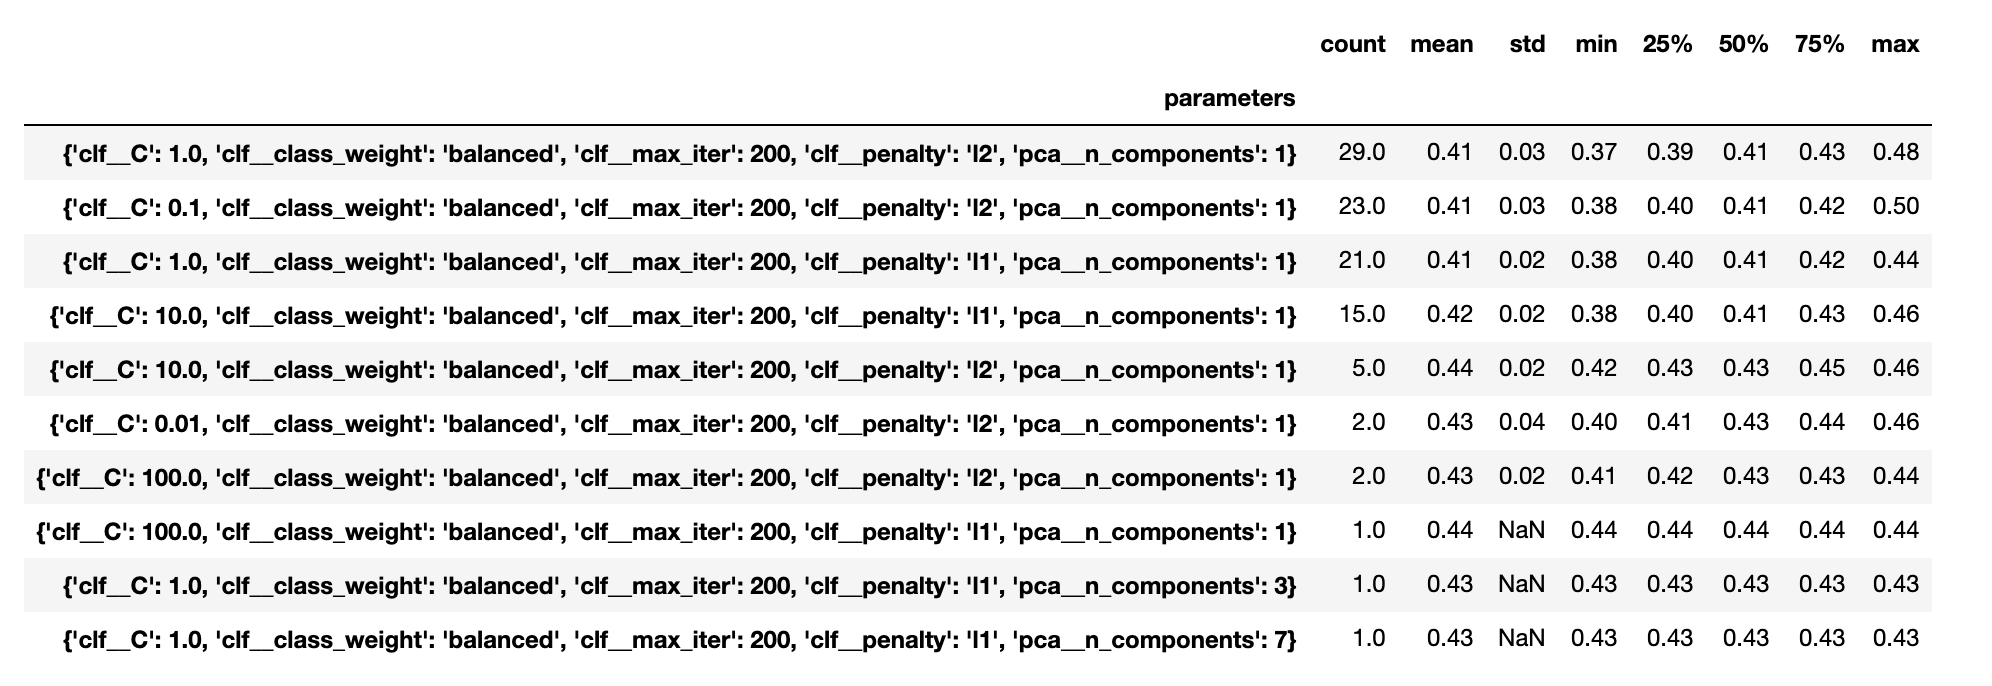 count mean std min 25% 50% 75% max
parameters
{'clf__C': 1.0, 'clf__class_weight': 'balanced', 'clf__max_iter': 200, 'clf__penalty': 'l2', 'pca__n_components': 1} 29.0 0.41 0.03 0.37 0.39 0.41 0.43 0.48
{'clf__C': 0.1, 'clf__class_weight': 'balanced', 'clf__max_iter': 200, 'clf__penalty': 'l2', 'pca__n_components': 1} 23.0 0.41 0.03 0.38 0.40 0.41 0.42 0.50
{'clf__C': 1.0, 'clf__class_weight': 'balanced', 'clf__max_iter': 200, 'clf__penalty': 'l1', 'pca__n_components': 1} 21.0 0.41 0.02 0.38 0.40 0.41 0.42 0.44
{'clf__C': 10.0, 'clf__class_weight': 'balanced', 'clf__max_iter': 200, 'clf__penalty': 'l1', 'pca__n_components': 1} 15.0 0.42 0.02 0.38 0.40 0.41 0.43 0.46
{'clf__C': 10.0, 'clf__class_weight': 'balanced', 'clf__max_iter': 200, 'clf__penalty': 'l2', 'pca__n_components': 1} 5.0 0.44 0.02 0.42 0.43 0.43 0.45 0.46
{'clf__C': 0.01, 'clf__class_weight': 'balanced', 'clf__max_iter': 200, 'clf__penalty': 'l2', 'pca__n_components': 1} 2.0 0.43 0.04 0.40 0.41 0.43 0.44 0.46
{'clf__C': 100.0, 'clf__class_weight': 'balanced', 'clf__max_iter': 200, 'clf__penalty': 'l2', 'pca__n_components': 1} 2.0 0.43 0.02 0.41 0.42 0.43 0.43 0.44
{'clf__C': 100.0, 'clf__class_weight': 'balanced', 'clf__max_iter': 200, 'clf__penalty': 'l1', 'pca__n_components': 1} 1.0 0.44 NaN 0.44 0.44 0.44 0.44 0.44
{'clf__C': 1.0, 'clf__class_weight': 'balanced', 'clf__max_iter': 200, 'clf__penalty': 'l1', 'pca__n_components': 3} 1.0 0.43 NaN 0.43 0.43 0.43 0.43 0.43
{'clf__C': 1.0, 'clf__class_weight': 'balanced', 'clf__max_iter': 200, 'clf__penalty': 'l1', 'pca__n_components': 7} 1.0 0.43 NaN 0.43 0.43 0.43 0.43 0.43